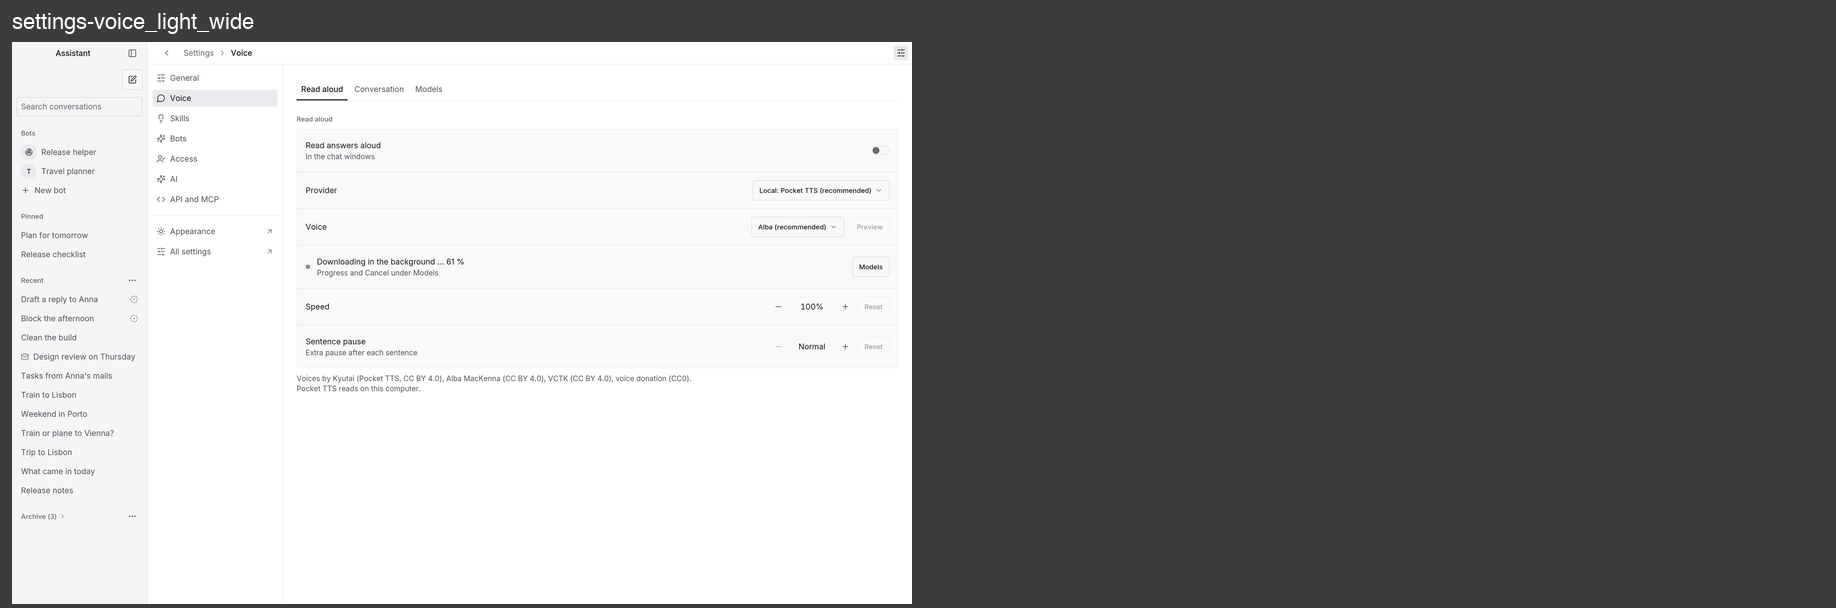 settings-voice_light_wide
Assistant
Search conversations
Bots
Release helper
T Travel planner
New bot
Pinned
Plan for tomorrow
Release checklist
Recent
Draft a reply to Anna
Block the afternoon
Clean the build
Design review on Thursday
Tasks from Anna's mails
Train to Lisbon
Weekend in Porto
Train or plane to Vienna?
Trip to Lisbon
What came in today
Release notes
Archive (3)
Settings > Voice
General
Voice
Skills
Bots
Access
AI
API and MCP
Appearance
All settings
Read aloud Conversation Models
Read aloud
Read answers aloud
In the chat windows
Provider Local: Pocket TTS (recommended)
Voice Alba (recommended) Preview
Downloading in the background ... 61 %
Progress and Cancel under Models
Models
Speed − 100% + Reset
Sentence pause
Extra pause after each sentence
− Normal + Reset
Voices by Kyutai (Pocket TTS, CC BY 4.0), Alba MacKenna (CC BY 4.0), VCTK (CC BY 4.0), voice donation (CC0).
Pocket TTS reads on this computer.